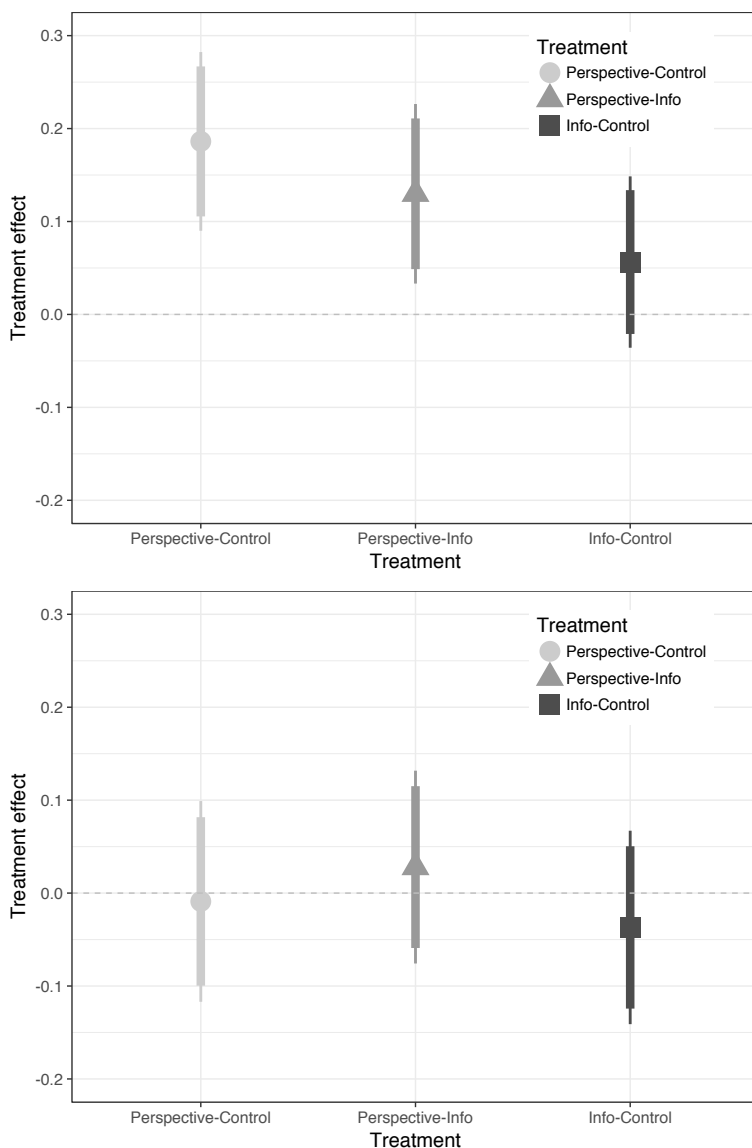 0.3
0.2
0.1
0.0
-0.1
-0.2
Treatment effect
Treatment
Perspective-Control
Perspective-Info
Info-Control
Perspective-Control
Perspective-Info
Info-Control
Treatment
0.3
0.2
0.1
0.0
-0.1
-0.2
Treatment effect
Treatment
Perspective-Control
Perspective-Info
Info-Control
Perspective-Control
Perspective-Info
Info-Control
Treatment